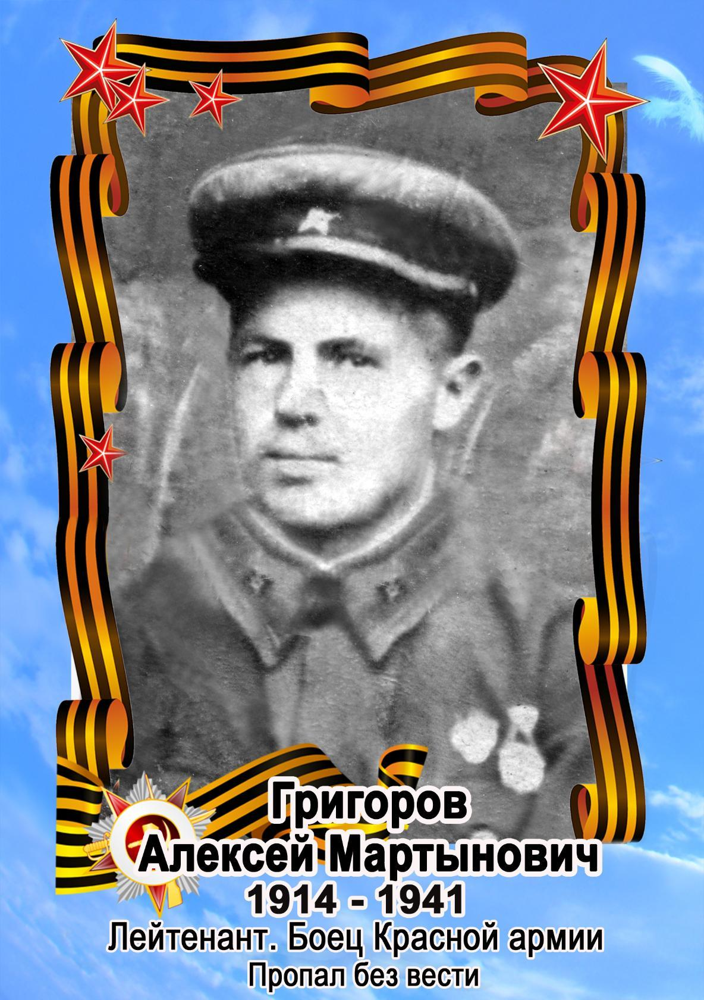 Григоров
Алексей Мартынович
1914 - 1941
Лейтенант. Боец Красной армии
Пропал без вести